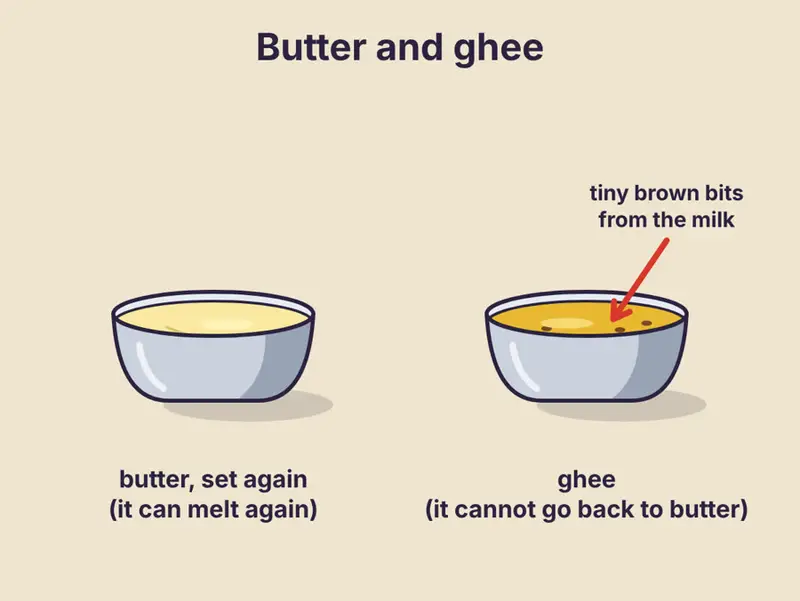 Butter and ghee
tiny brown bits
from the milk
butter, set again
(it can melt again)
ghee
(it cannot go back to butter)